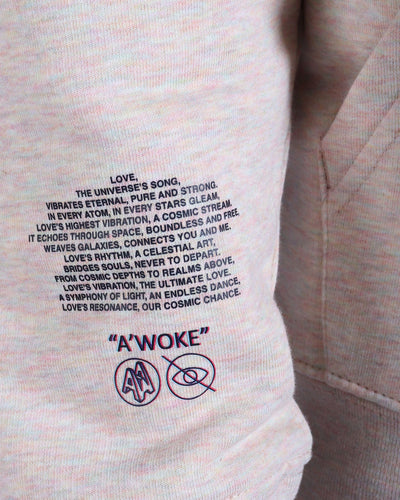 LOVE,
THE UNIVERSE'S SONG,
VIBRATES ETERNAL, PURE AND STRONG.
IN EVERY ATOM, IN EVERY STARS GLEAM,
LOVE'S HIGHEST VIBRATION, A COSMIC STREAM.
IT ECHOES THROUGH SPACE, BOUNDLESS AND FREE,
WEAVES GALAXIES, CONNECTS YOU AND ME.
LOVE'S RHYTHM, A CELESTIAL ART,
BRIDGES SOULS, NEVER TO DEPART.
FROM COSMIC DEPTHS TO REALMS ABOVE,
LOVE'S VIBRATION, THE ULTIMATE LOVE.
A SYMPHONY OF LIGHT, AN ENDLESS DANCE,
LOVE'S RESONANCE, OUR COSMIC CHANCE.
"A'WOKE"